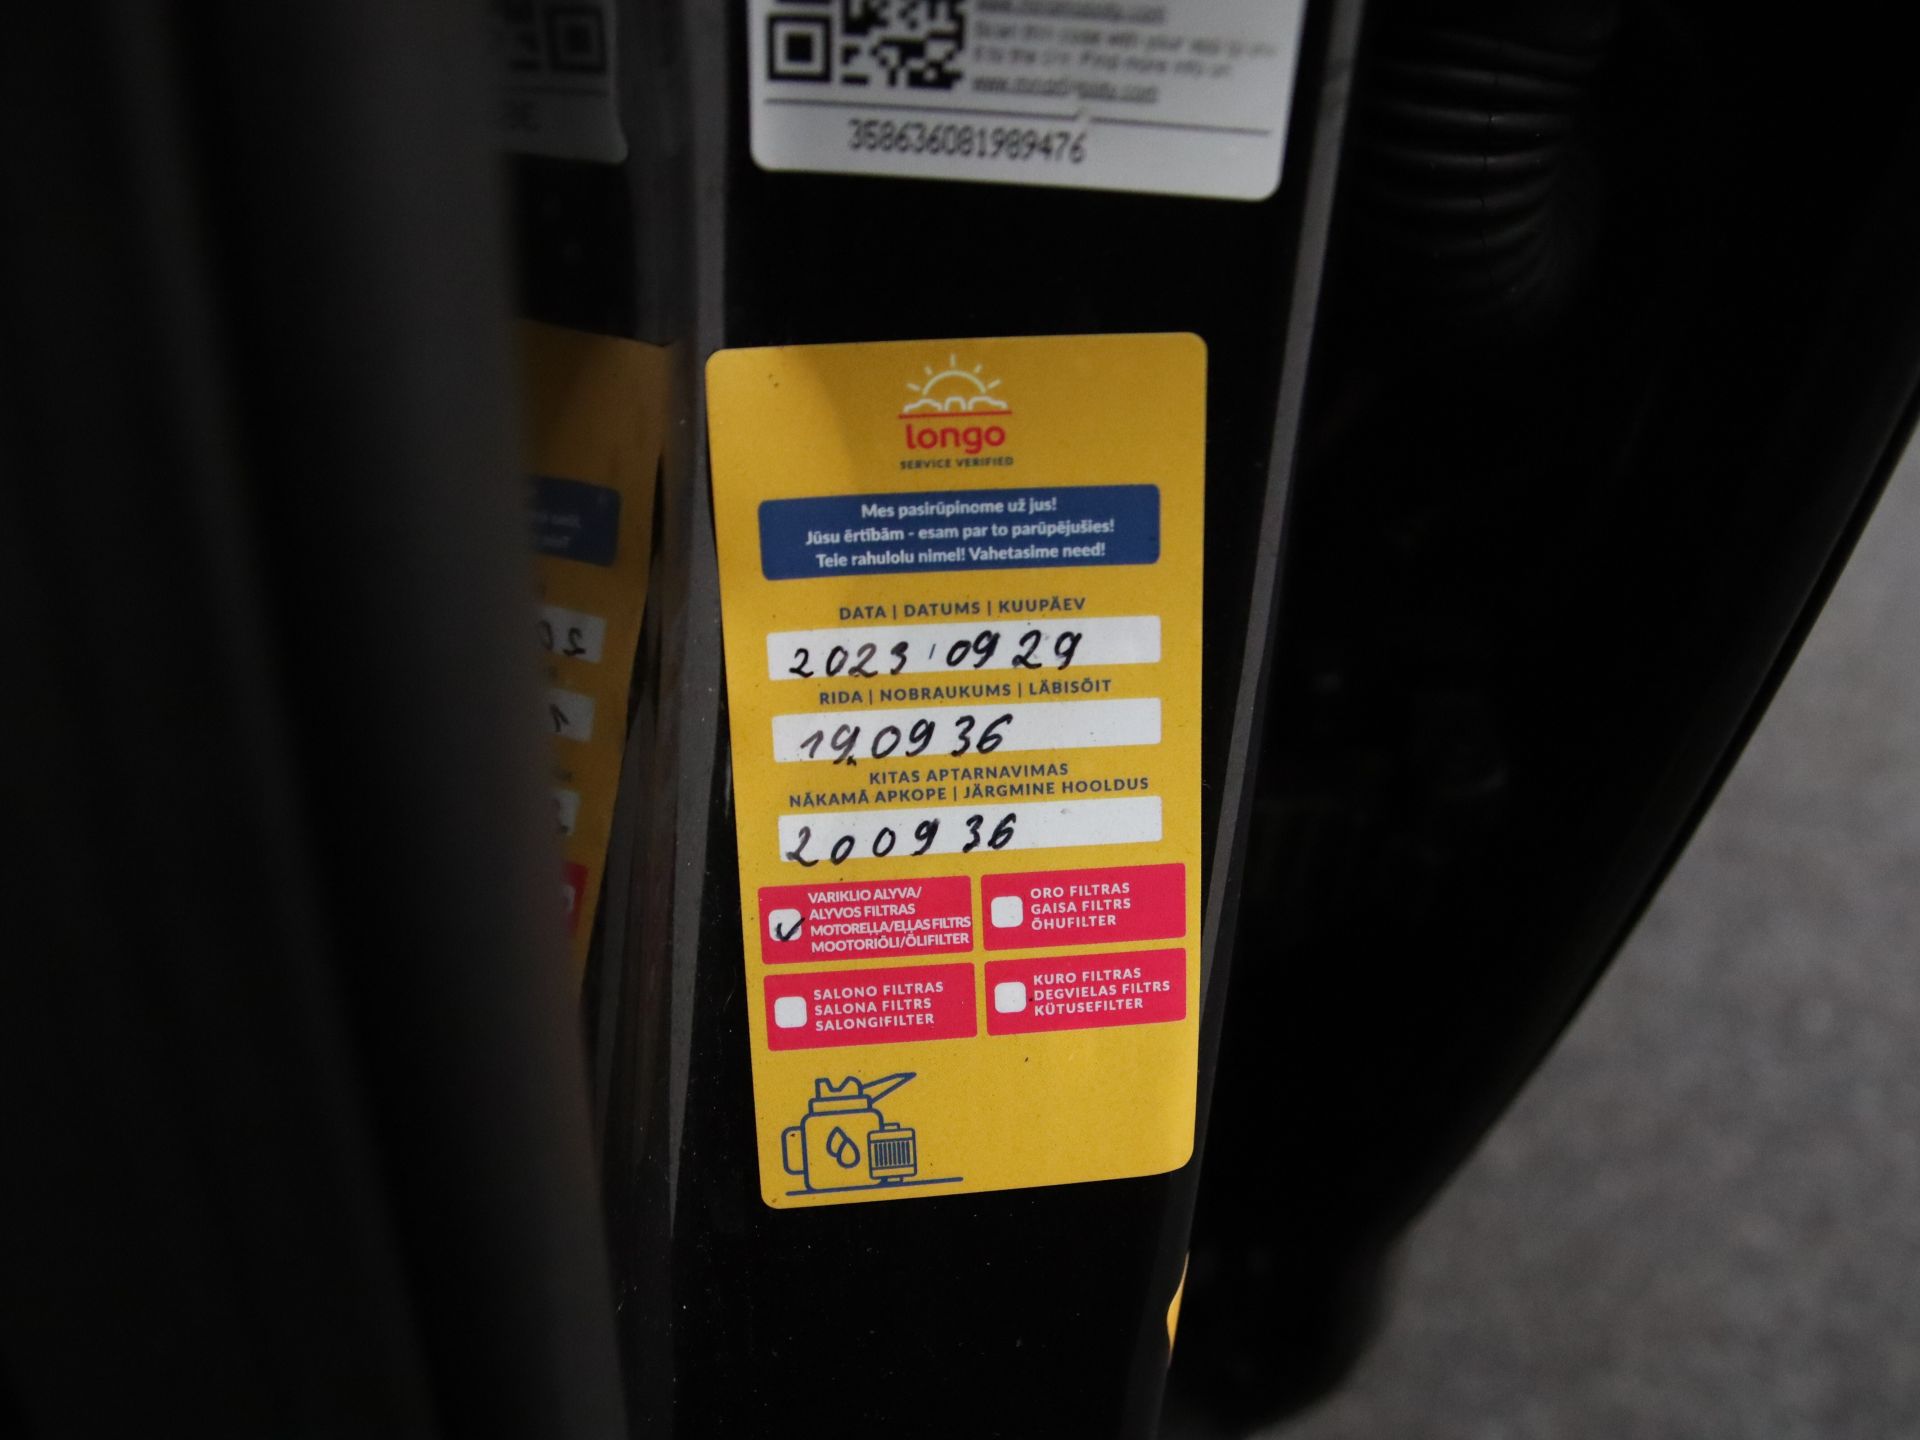 358636081989476
longo
SERVICE VERIFIED
Mes pasirūpinome už jus!
Jūsu ērtībām - esam par to parūpējušies!
Teie rahulolu nimel! Vahetasime need!
DATA | DATUMS | KUUPÄEV
2023 09 29
RIDA | NOBRAUKUMS | LÄBISÕIT
190936
KITAS APTARNAVIMAS
NĀKAMĀ APKOPE | JÄRGMINE HOOLDUS
200936
VARIKLIO ALYVA/
ALYVOS FILTRAS
MOTOREĻĻA/EĻĻAS FILTRS
MOOTORIÕLI/ÕLIFILTER
ORO FILTRAS
GAISA FILTRS
ÕHUFILTER
SALONO FILTRAS
SALONA FILTRS
SALONGIFILTER
KURO FILTRAS
DEGVIELAS FILTRS
KÜTUSEFILTER